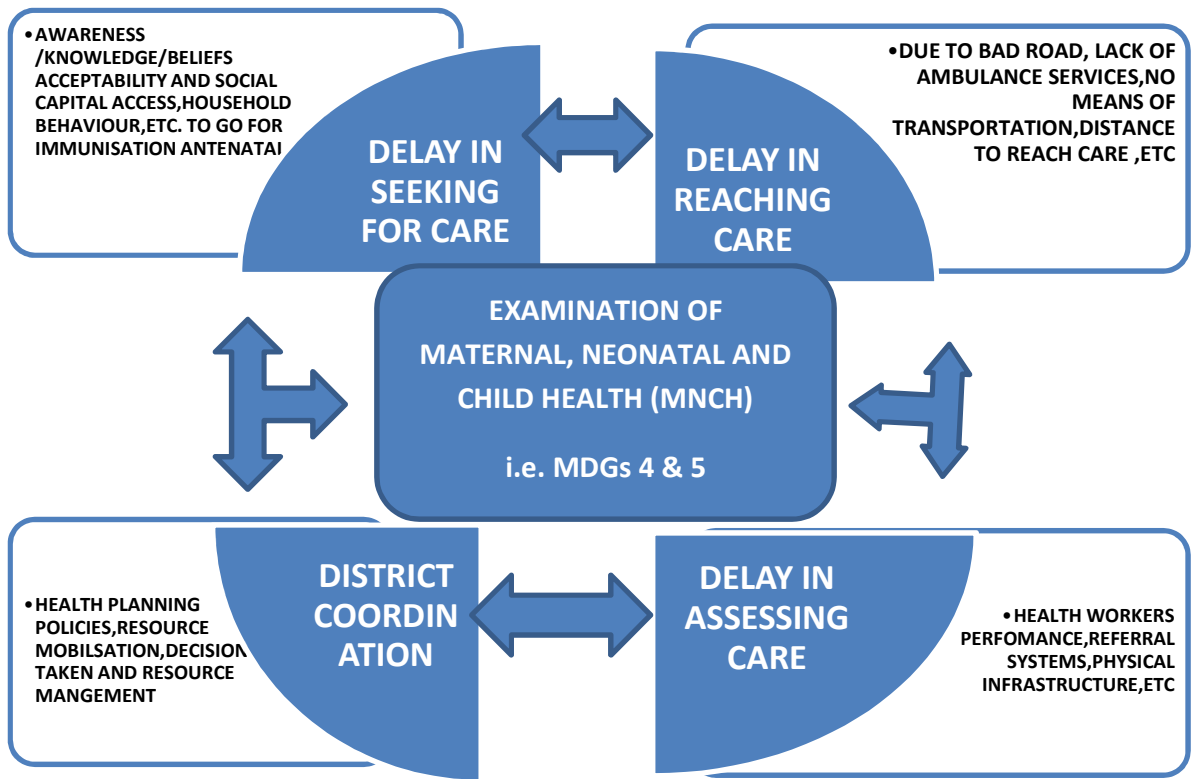 •AWARENESS
/KNOWLEDGE/BELIEFS
ACCEPTABILITY AND SOCIAL
CAPITAL ACCESS,HOUSEHOLD
BEHAVIOUR,ETC. TO GO FOR
IMMUNISATION ANTENATAI
DELAY IN
SEEKING
FOR CARE
•DUE TO BAD ROAD, LACK OF
AMBULANCE SERVICES,NO
MEANS OF
TRANSPORTATION,DISTANCE
TO REACH CARE ,ETC
DELAY IN
REACHING
CARE
EXAMINATION OF
MATERNAL, NEONATAL AND
CHILD HEALTH (MNCH)
i.e. MDGs 4 & 5
•HEALTH PLANNING
POLICIES,RESOURCE
MOBILSATION,DECISION
TAKEN AND RESOURCE
MANGEMENT
DISTRICT
COORDIN
ATION
DELAY IN
ASSESSING
CARE
•HEALTH WORKERS
PERFOMANCE,REFERRAL
SYSTEMS,PHYSICAL
INFRASTRUCTURE,ETC